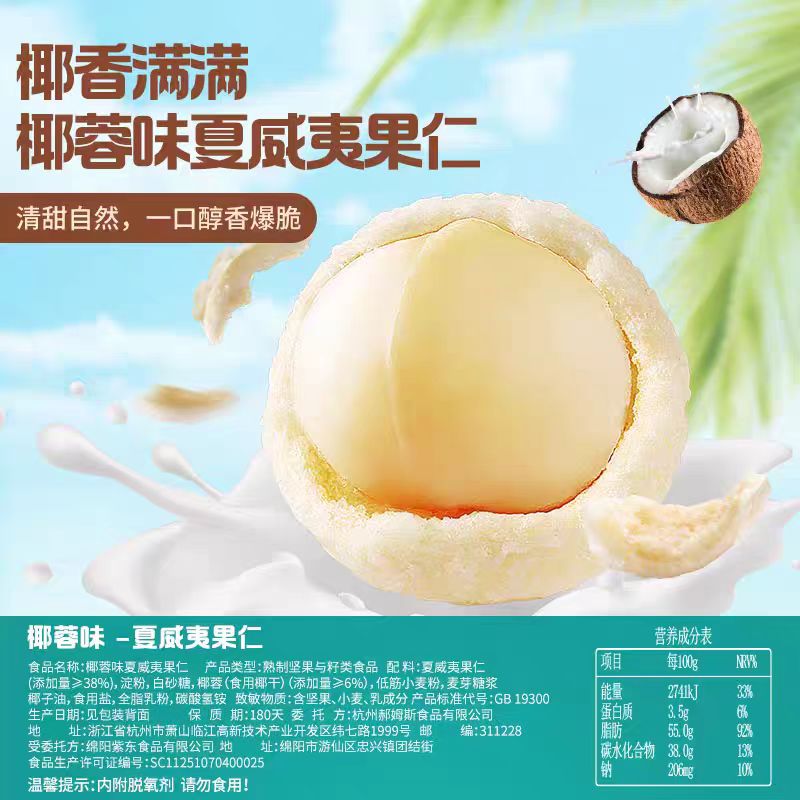 椰香满满
椰蓉味夏威夷果仁
清甜自然，一口醇香爆脆
椰蓉味 -夏威夷果仁
食品名称:椰蓉味夏威夷果仁 产品类型:熟制坚果与籽类食品 配料:夏威夷果仁
(添加量≥38%), 淀粉, 白砂糖, 椰蓉 (食用椰干) (添加量≥6%), 低筋小麦粉, 麦芽糖浆
椰子油, 食用盐, 全脂乳粉, 碳酸氢铵 致敏物质: 含坚果、小麦、乳成分 产品标准代号:GB 19300
生产日期:见包装背面 保质期:180天 委托方:杭州郝姆斯食品有限公司
地址:浙江省杭州市萧山临江高新技术产业开发区纬七路1999号 邮编:311228
受委托方:绵阳紫东食品有限公司 地址:绵阳市游仙区忠兴镇团结街
食品生产许可证编号:SC11251070400025
温馨提示:内附脱氧剂 请勿食用!
营养成分表
项目 每100g NRV%
能量 2741kJ 33%
蛋白质 3.5g 6%
脂肪 55.0g 92%
碳水化合物 38.0g 13%
钠 206mg 10%